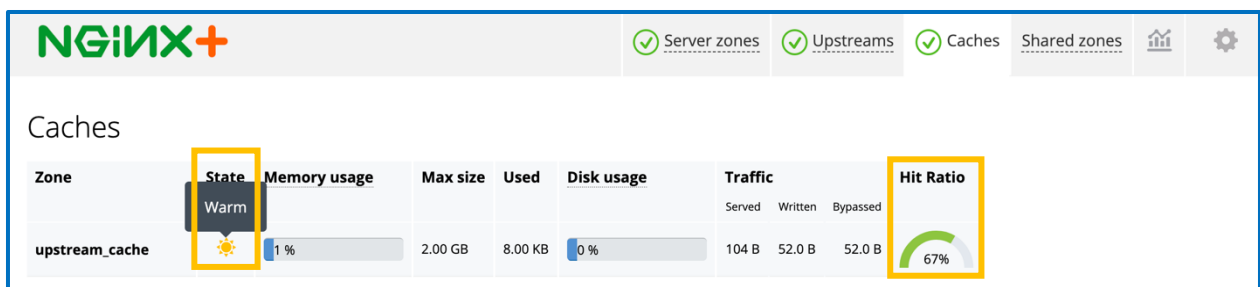 NGiNX+
Server zones Upstreams Caches Shared zones
Caches
Zone State Memory usage Max size Used Disk usage Traffic Hit Ratio
Warm Served Written Bypassed
upstream_cache 1 % 2.00 GB 8.00 KB 0 % 104 B 52.0 B 52.0 B 67%